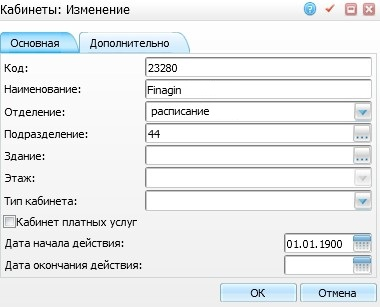 Кабинеты: Изменение
Основная Дополнительно
Код: 23280
Наименование: Finagin
Отделение: расписание
Подразделение: 44
Здание:
Этаж:
Тип кабинета:
Кабинет платных услуг
Дата начала действия: 01.01.1900
Дата окончания действия:
ОК Отмена